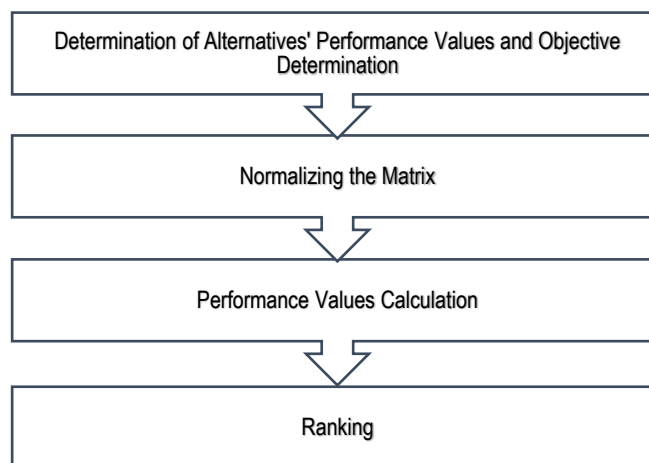 Determination of Alternatives' Performance Values and Objective
Determination
Normalizing the Matrix
Performance Values Calculation
Ranking